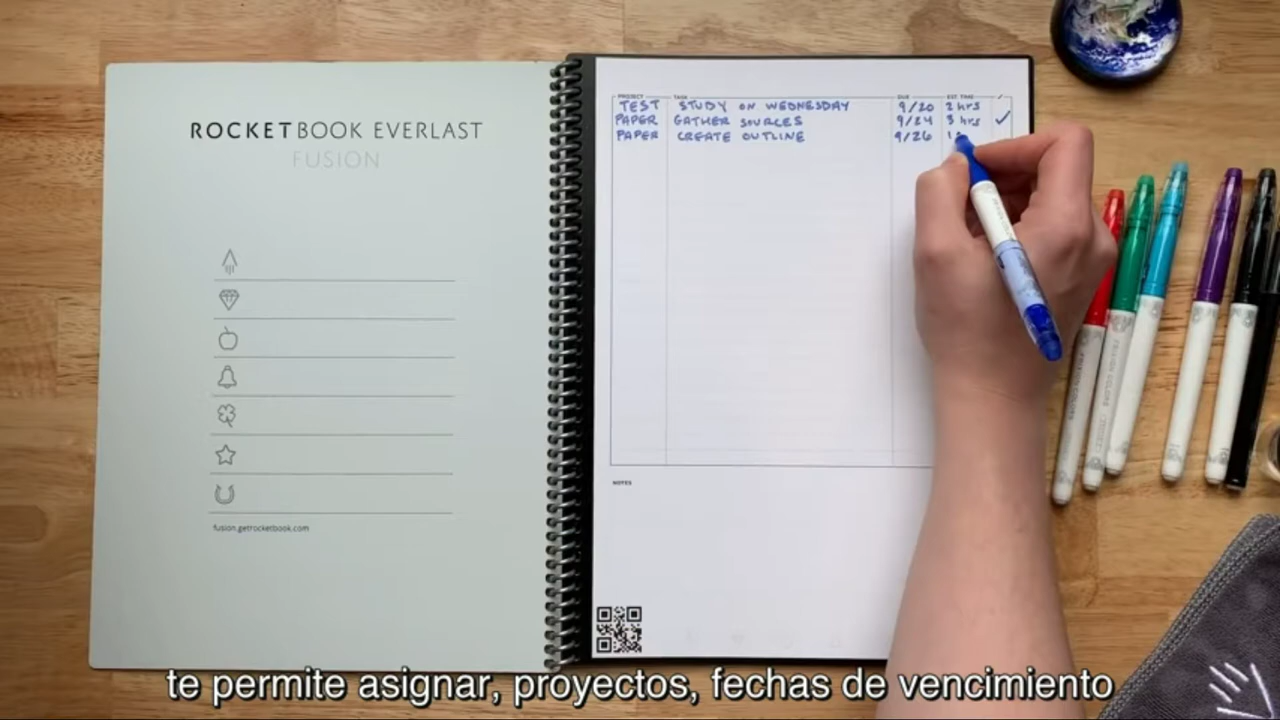 ROCKETBOOK EVERLAST
FUSION
fusion.getrocketbook.com
PROJECT TASK DUE EST TIME ✓
TEST STUDY ON WEDNESDAY 9/20 2 hrs
PAPER GATHER SOURCES 9/24 3 hrs ✓
PAPER CREATE OUTLINE 9/26
NOTES
te permite asignar, proyectos, fechas de vencimiento